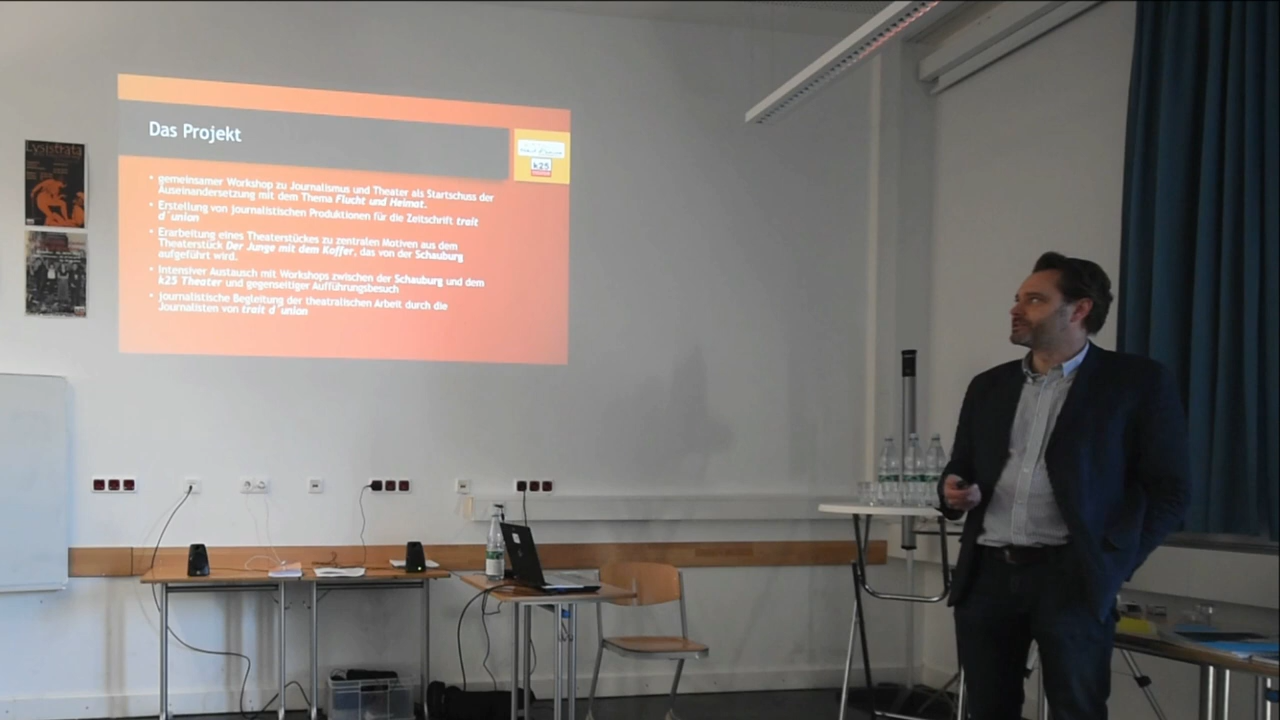 Lysistrata
Das Projekt
k25
• gemeinsamer Workshop zu Journalismus und Theater als Startschuss der
Auseinandersetzung mit dem Thema Flucht und Heimat.
• Erstellung von journalistischen Produktionen für die Zeitschrift trait
d´union
• Erarbeitung eines Theaterstückes zu zentralen Motiven aus dem
Theaterstück Der Junge mit dem Koffer, das von der Schauburg
aufgeführt wird.
• Intensiver Austausch mit Workshops zwischen der Schauburg und dem
k25 Theater und gegenseitiger Aufführungsbesuch
• journalistische Begleitung der theatralischen Arbeit durch die
Journalisten von trait d´union